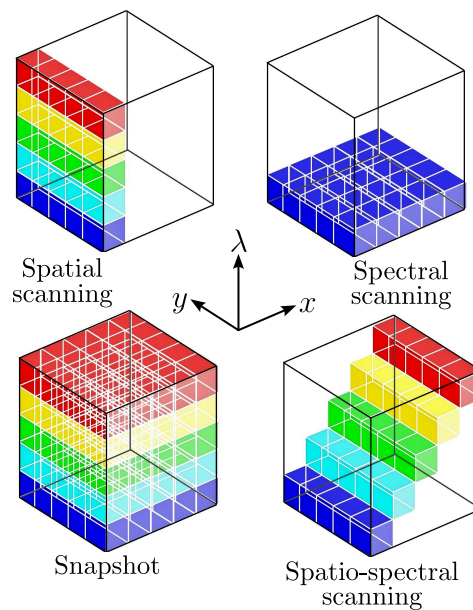 Spatial
scanning
Spectral
scanning
λ
y
x
Snapshot
Spatio-spectral
scanning